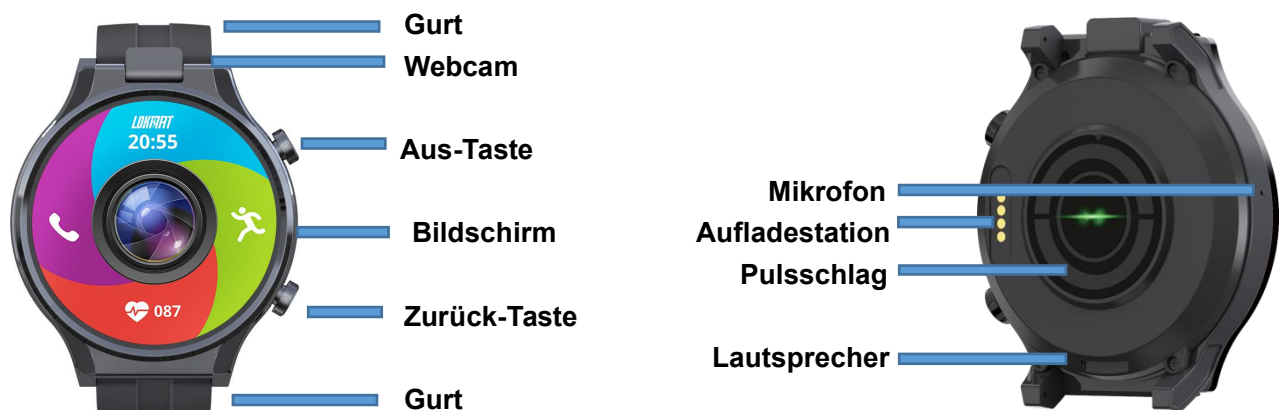 Gurt
Webcam
LOKMAT
20:55
Aus-Taste
Bildschirm
087
Zurück-Taste
Gurt
Mikrofon
Aufladestation
Pulsschlag
Lautsprecher